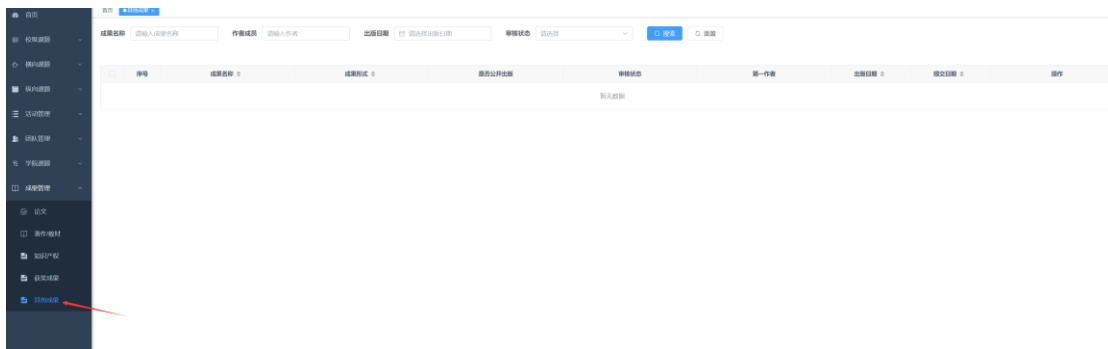 首页
校级课题
横向课题
纵向课题
活动管理
团队管理
学院课题
成果管理
论文
著作/教材
知识产权
获奖成果
其他成果
首页 其他成果 ×
成果名称 请输入成果名称 作者成员 请输入作者 出版日期 请选择出版日期 审核状态 请选择 搜索 重置
序号 成果名称 成果形式 是否公开出版 审核状态 第一作者 出版日期 提交日期 操作
暂无数据